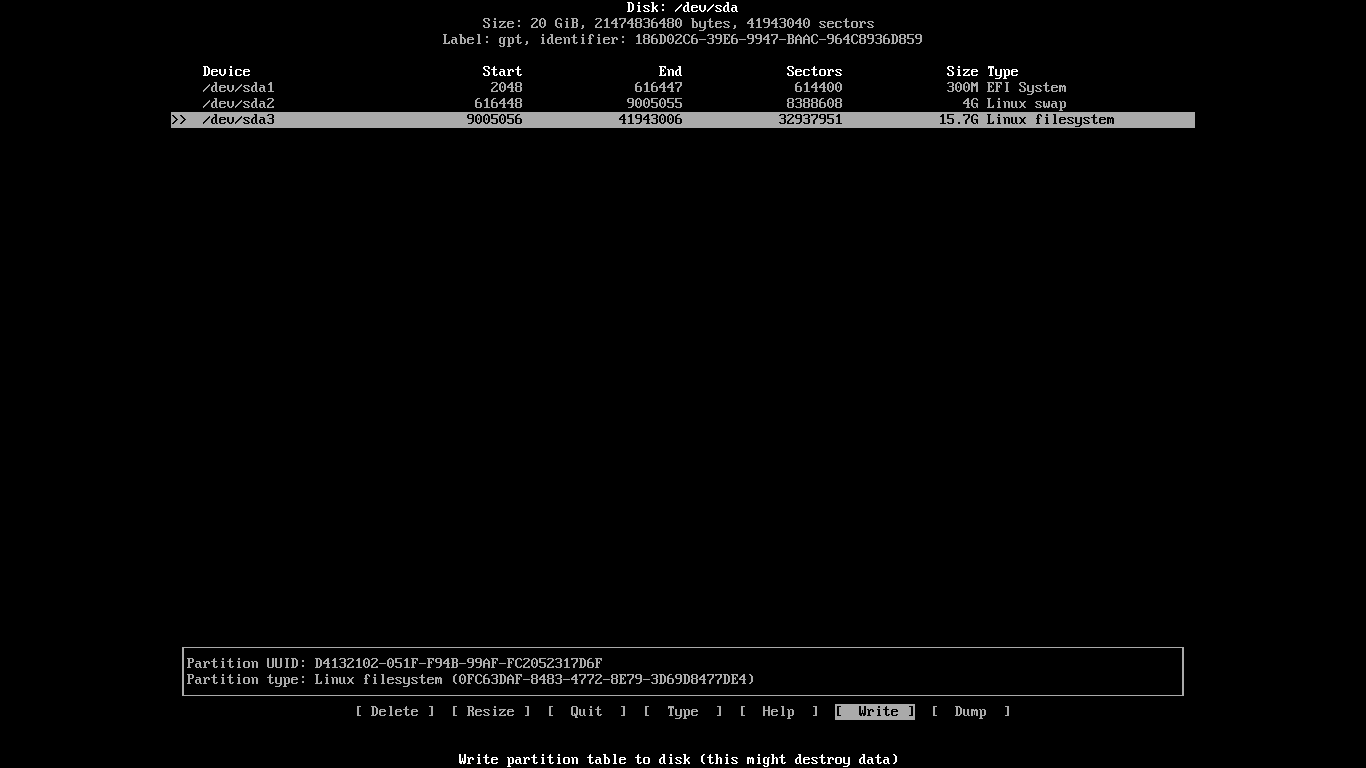 Disk: /dev/sda
Size: 20 GiB, 21474836480 bytes, 41943040 sectors
Label: gpt, identifier: 186D02C6-39E6-9947-BAAC-964C8936D859
Device Start End Sectors Size Type
/dev/sda1 2048 616447 614400 300M EFI System
/dev/sda2 616448 9005055 8388608 4G Linux swap
>> /dev/sda3 9005056 41943006 32937951 15.7G Linux filesystem
Partition UUID: D4132102-051F-F94B-99AF-FC2052317D6F
Partition type: Linux filesystem (0FC63DAF-8483-4772-8E79-3D69D8477DE4)
[ Delete ] [ Resize ] [ Quit ] [ Type ] [ Help ] [ Write ] [ Dump ]
Write partition table to disk (this might destroy data)